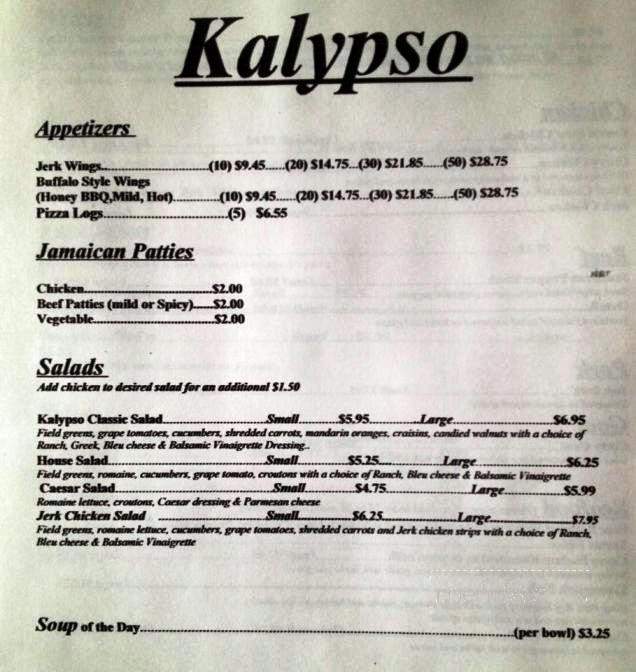 Kalypso
Appetizers
Jerk Wings..............................(10) $9.45......(20) $14.75...(30) $21.85......(50) $28.75
Buffalo Style Wings
(Honey BBQ,Mild, Hot).............(10) $9.45......(20) $14.75...(30) $21.85......(50) $28.75
Pizza Logs...................................(5) $6.55
Jamaican Patties
Chicken............................................$2.00
Beef Patties (mild or Spicy)......$2.00
Vegetable..................................$2.00
Salads
Add chicken to desired salad for an additional $1.50
Kalypso Classic Salad..............................Small...........$5.95...............Large.....................................$6.95
Field greens, grape tomatoes, cucumbers, shredded carrots, mandarin oranges, craisins, candied walnuts with a choice of
Ranch, Greek, Bleu cheese & Balsamic Vinaigrette Dressing..
House Salad.............................................Small..............$5.25..................Large...........................$6.25
Field greens, romaine, cucumbers, grape tomato, croutons with a choice of Ranch, Bleu cheese & Balsamic Vinaigrette
Caesar Salad............................................Small..............$4.75..........................Large....................$5.99
Romaine lettuce, croutons, Caesar dressing & Parmesan cheese
Jerk Chicken Salad ...............................Small...............$6.25.......................Large........................$7.95
Field greens, romaine lettuce, cucumbers, grape tomatoes, shredded carrots and Jerk chicken strips with a choice of Ranch,
Bleu cheese & Balsamic Vinaigrette
Soup of the Day..........................................................................................................(per bowl) $3.25